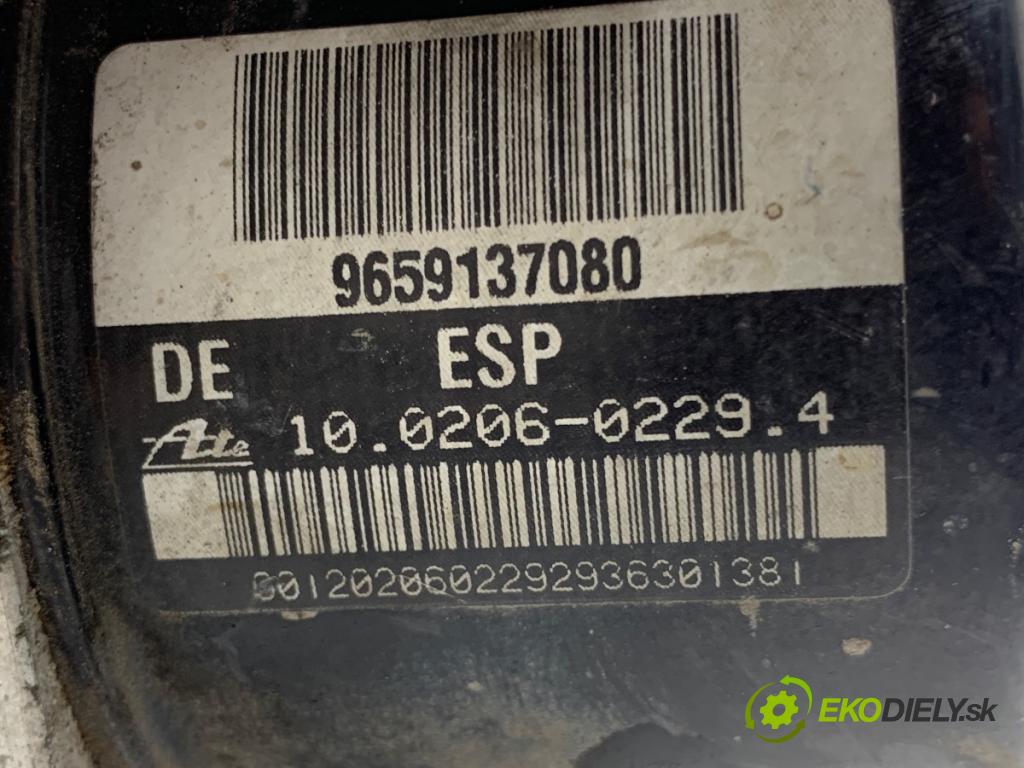 9659137080
DE ESP
Ate 10.0206-0229.4
0012020602292936301381
EKODIELY.sk